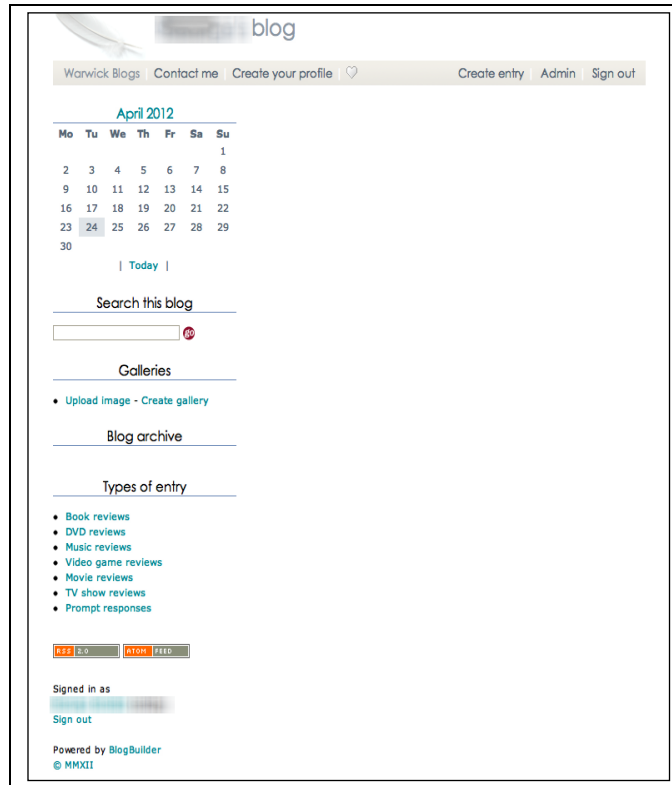 blog
Warwick Blogs Contact me Create your profile ♡ Create entry Admin Sign out
April 2012
Mo Tu We Th Fr Sa Su
1
2 3 4 5 6 7 8
9 10 11 12 13 14 15
16 17 18 19 20 21 22
23 24 25 26 27 28 29
30
| Today |
Search this blog
go
Galleries
• Upload image - Create gallery
Blog archive
Types of entry
• Book reviews
• DVD reviews
• Music reviews
• Video game reviews
• Movie reviews
• TV show reviews
• Prompt responses
RSS 2.0 ATOM FEED
Signed in as
Sign out
Powered by BlogBuilder
© MMXII